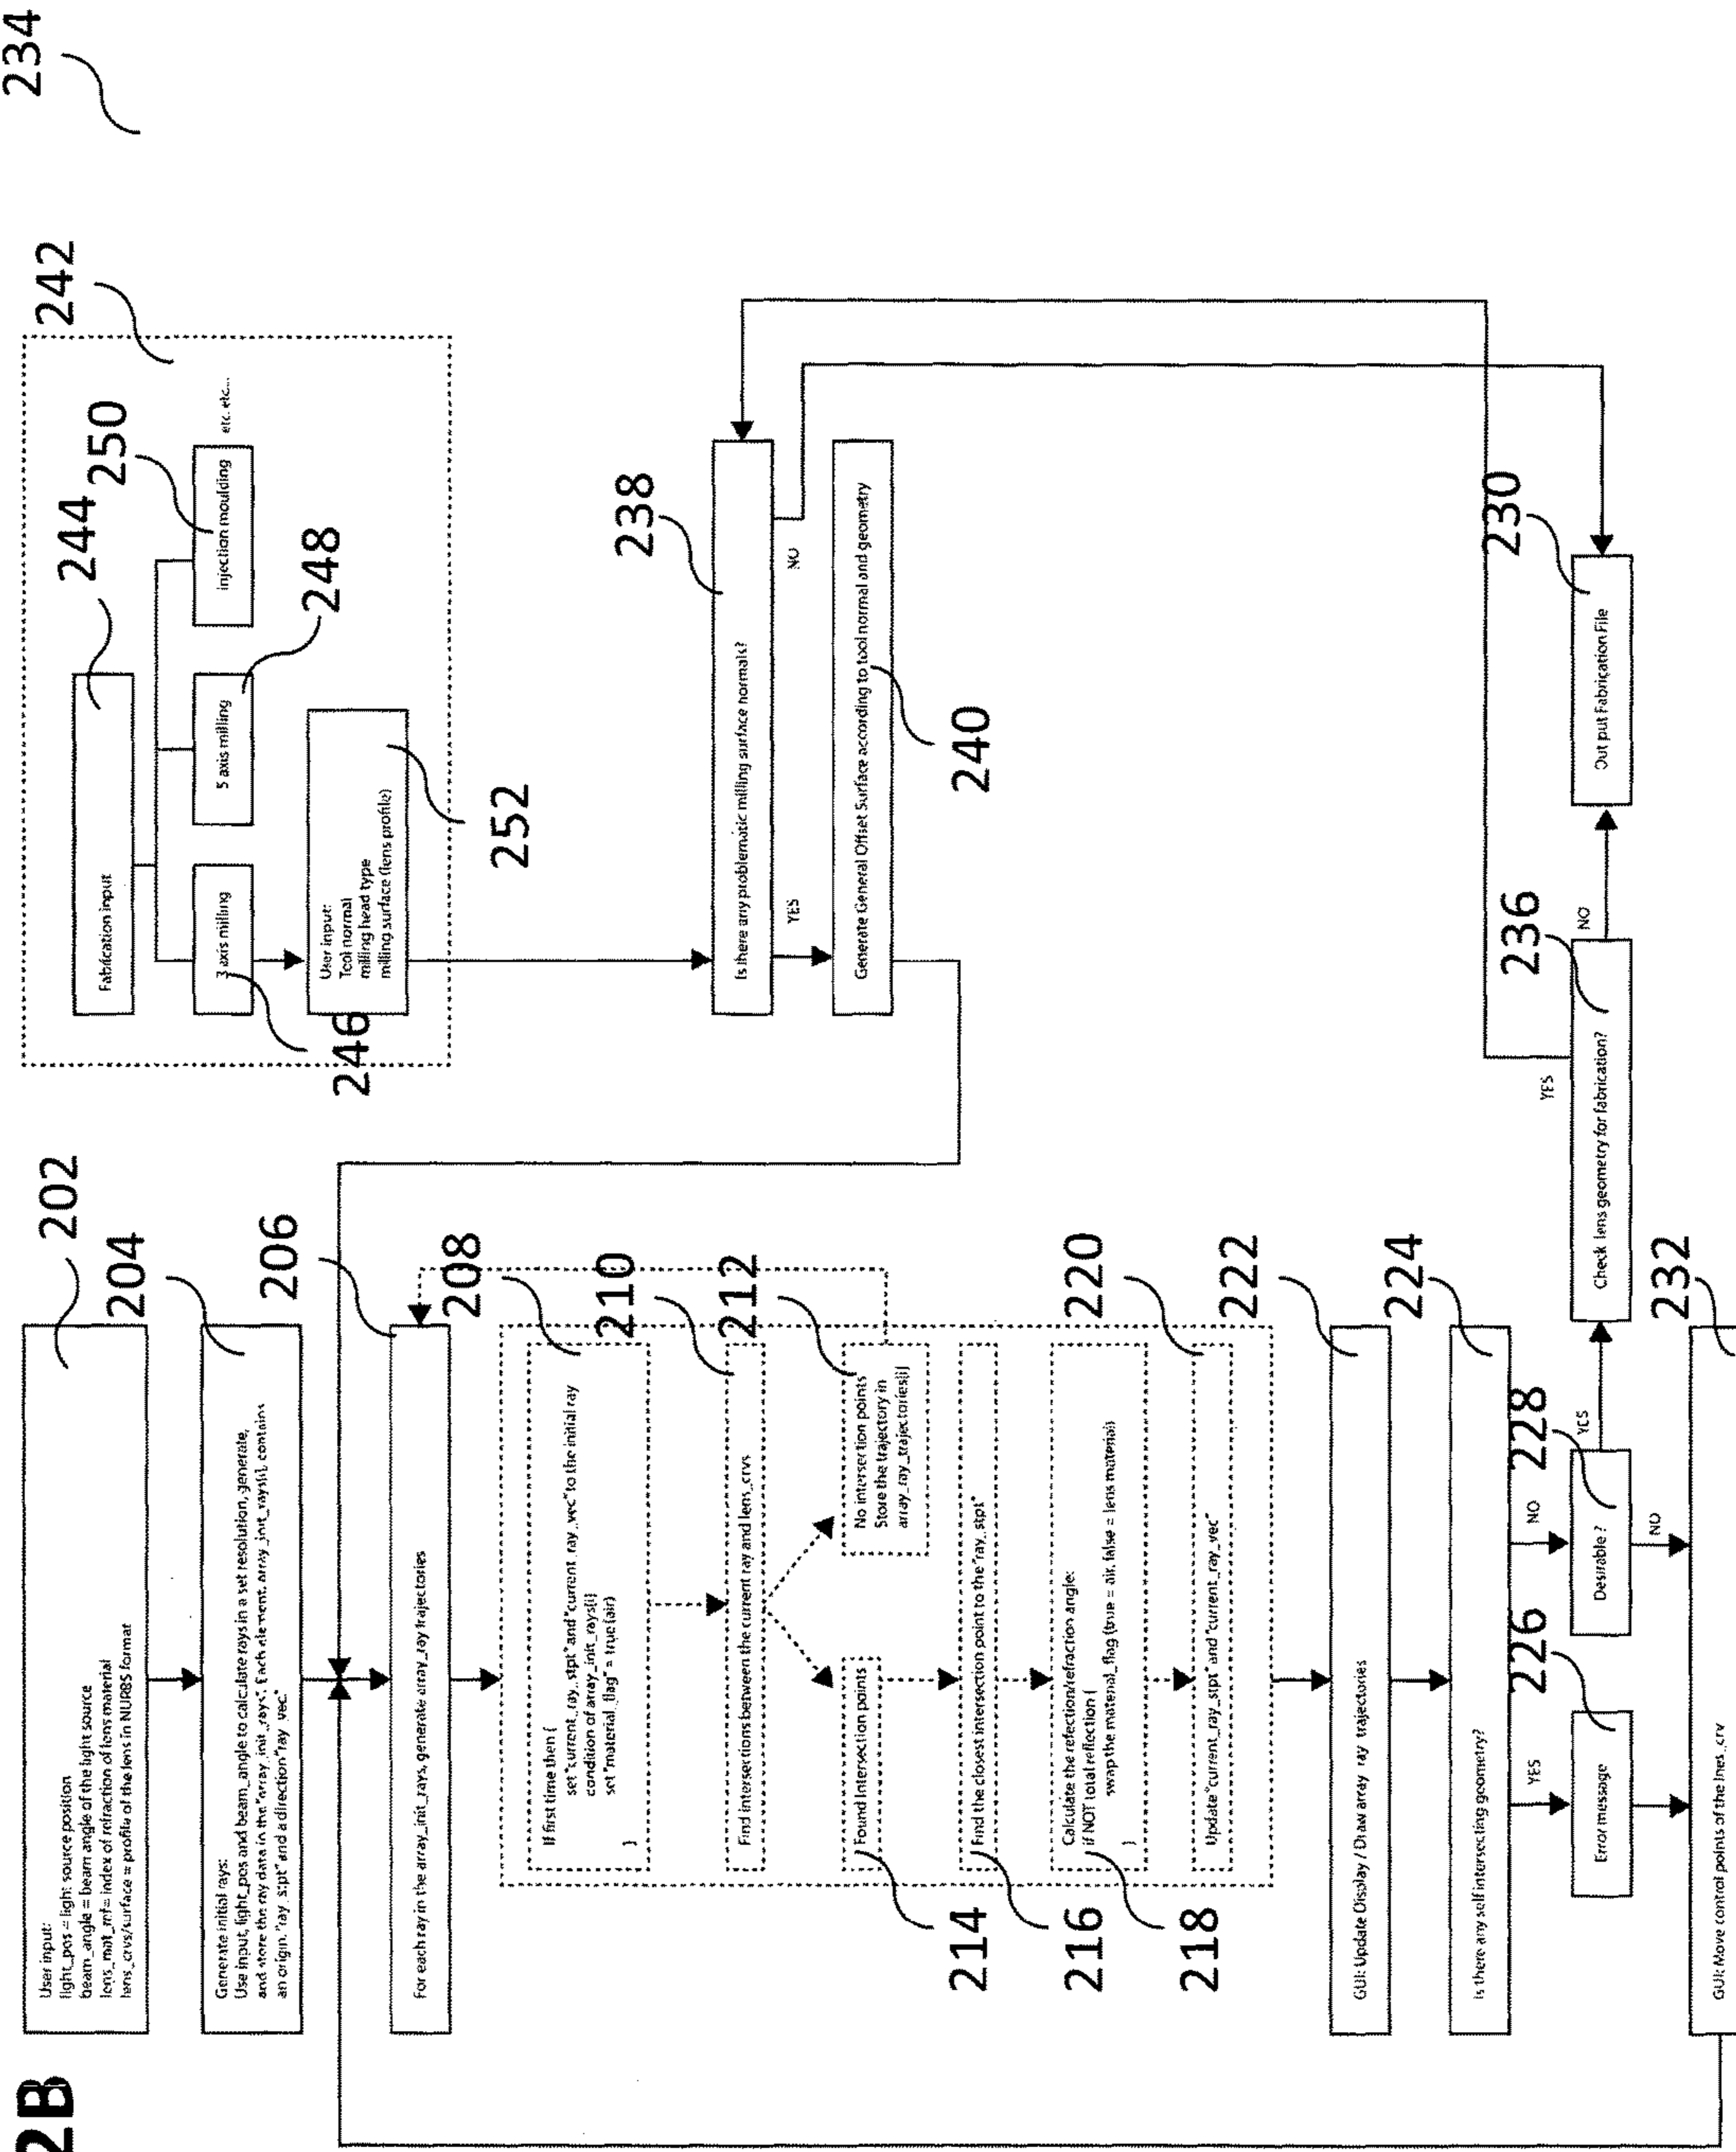 2B
234
202
User input:
light_pos = light source position
beam_angle = beam angle of the light source
lens_mat_ref = index of refraction of lens material
lens_crvs/surface = profile of the lens in NURBS format
204
Generate initial rays:
Use input, light_pos and beam_angle to calculate rays in a set resolution, generate,
and store the ray data in the "array_init_rays". Each element, array_init_rays[i], contains
an origin, "ray_stpt" and a direction "ray_vec"
206
For each ray in the array_init_rays, generate array_ray trajectories
208
If first time then {
set "current_ray_stpt" and "current_ray_vec" to the initial ray
condition of array_init_rays[i]
set "material_flag" = true (air)
}
210
Find intersections between the current ray and lens_crvs
212
No intersection points
Store the trajectory in
array_ray_trajectories[i]
214
Found Intersection points
216
Find the closest intersection point to the "ray_stpt"
218
Calculate the refection/refraction angle:
if NOT total refection {
swap the material_flag (true = air, false = lens material)
}
220
Update "current_ray_stpt" and "current_ray_vec"
222
GUI: Update Display / Draw array_ray_trajectories
224
Is there any self intersecting geometry?
YES
NO
226
Error message
228
Desirable ?
YES
NO
232
GUI: Move control points of the lnes_crv
236
Check lens geometry for fabrication?
YES
NO
230
Out put Fabrication File
242
244
Fabrication input
246
3 axis milling
248
5 axis milling
250
injection moulding
etc. etc...
252
User input:
Tool normal
milling head type
milling surface (lens profile)
238
Is there any problematic milling surface normals?
YES
NO
240
Generate General Offset Surface according to tool normal and geometry